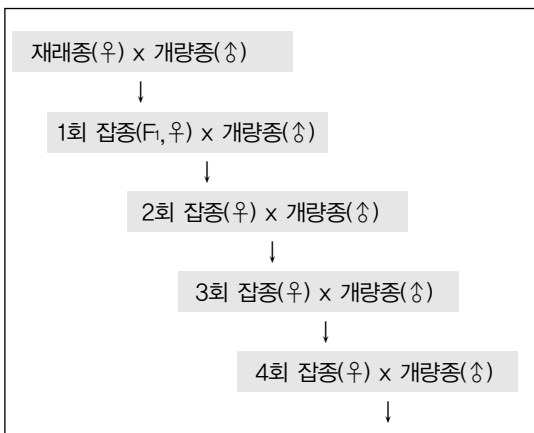 재래종(♀) x 개량종(♂)
↓
1회 잡종(F₁,♀) x 개량종(♂)
↓
2회 잡종(♀) x 개량종(♂)
↓
3회 잡종(♀) x 개량종(♂)
↓
4회 잡종(♀) x 개량종(♂)
↓